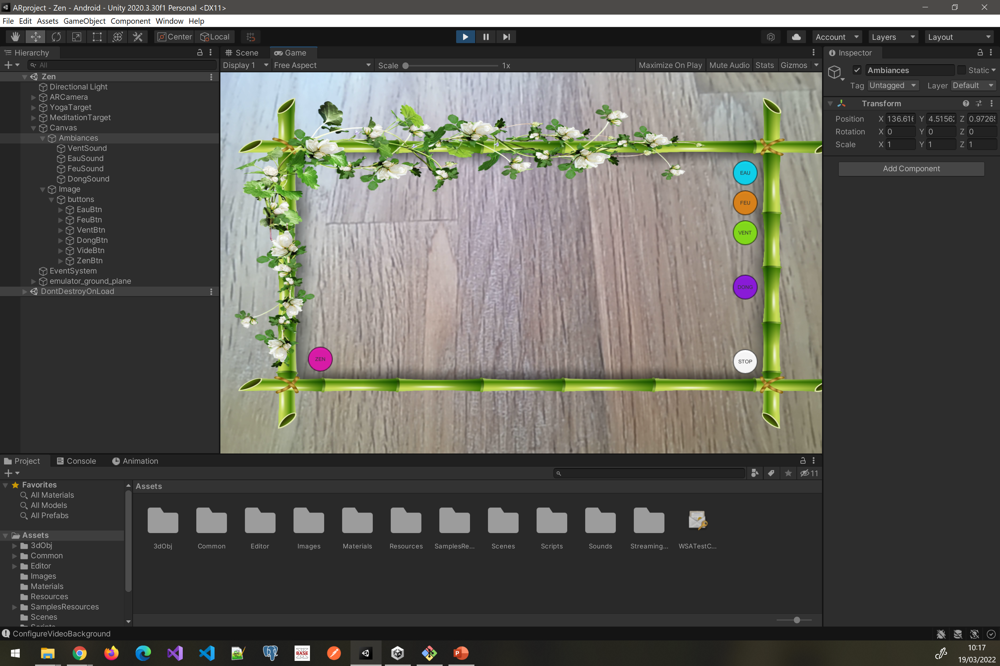 ARproject - Zen - Android - Unity 2020.3.30f1 Personal <DX11>
File Edit Assets GameObject Component Window Help
Center Local
Account Layers Layout
Hierarchy
All
Zen
Directional Light
ARCamera
YogaTarget
MeditationTarget
Canvas
Ambiances
VentSound
EauSound
FeuSound
DongSound
Image
buttons
EauBtn
FeuBtn
VentBtn
DongBtn
VideBtn
ZenBtn
EventSystem
emulator_ground_plane
DontDestroyOnLoad
Scene Game
Display 1 Free Aspect Scale 1x Maximize On Play Mute Audio Stats Gizmos
EAU
FEU
VENT
DONG
ZEN
STOP
Inspector
Ambiances Static
Tag Untagged Layer Default
Transform
Position X 136.616 Y 4.5156 Z 0.9726
Rotation X 0 Y 0 Z 0
Scale X 1 Y 1 Z 1
Add Component
Project Console Animation
11
Favorites
All Materials
All Models
All Prefabs
Assets
3dObj
Common
Editor
Images
Materials
Resources
SamplesResources
Scenes
Scripts
Assets
3dObj Common Editor Images Materials Resources SamplesRe... Scenes Scripts Sounds Streaming... WSATestC...
ConfigureVideoBackground
BASE
P
10:17
19/03/2022